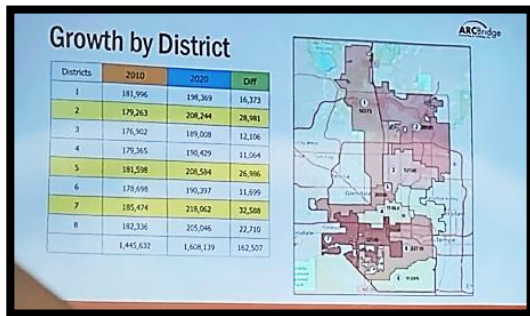 ARCBridge
Growth by District
Districts 2010 2020 Diff
1 181,996 198,369 16,373
2 179,263 208,244 28,981
3 176,902 189,008 12,106
4 179,365 190,429 11,064
5 181,598 208,584 26,986
6 178,698 190,397 11,699
7 185,474 218,062 32,588
8 182,336 205,046 22,710
1,445,632 1,608,139 162,507
Glendale
Tempe